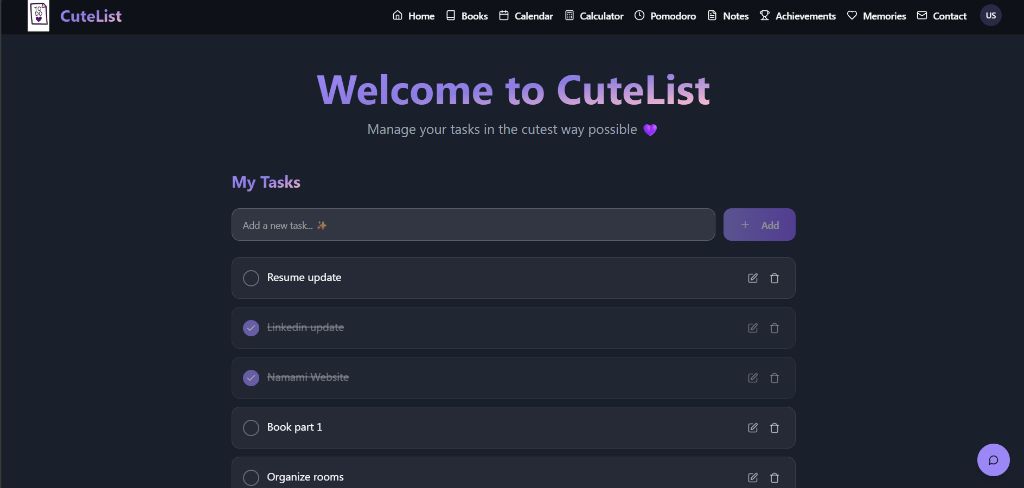 CuteList
Home Books Calendar Calculator Pomodoro Notes Achievements Memories Contact US
Welcome to CuteList
Manage your tasks in the cutest way possible 💜
My Tasks
Add a new task... ✨
+ Add
Resume update
Linkedin update
Namami Website
Book part 1
Organize rooms